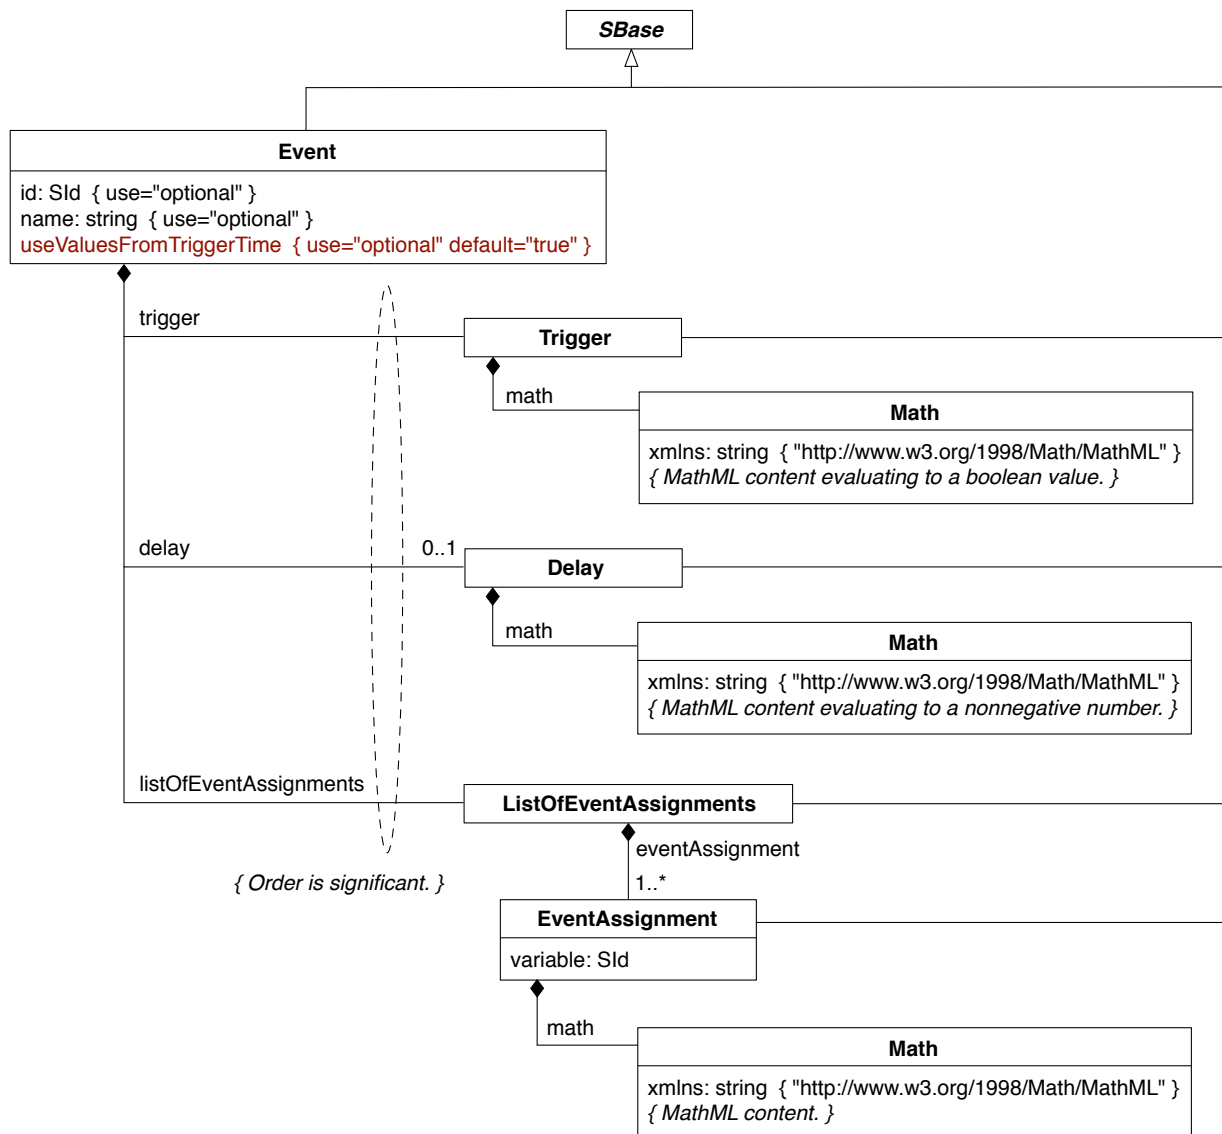 SBase
Event
id: SId { use="optional" }
name: string { use="optional" }
useValuesFromTriggerTime { use="optional" default="true" }
trigger
Trigger
math
Math
xmlns: string { "http://www.w3.org/1998/Math/MathML" }
{ MathML content evaluating to a boolean value. }
delay
0..1
Delay
math
Math
xmlns: string { "http://www.w3.org/1998/Math/MathML" }
{ MathML content evaluating to a nonnegative number. }
listOfEventAssignments
ListOfEventAssignments
eventAssignment
{ Order is significant. }
1..*
EventAssignment
variable: SId
math
Math
xmlns: string { "http://www.w3.org/1998/Math/MathML" }
{ MathML content. }